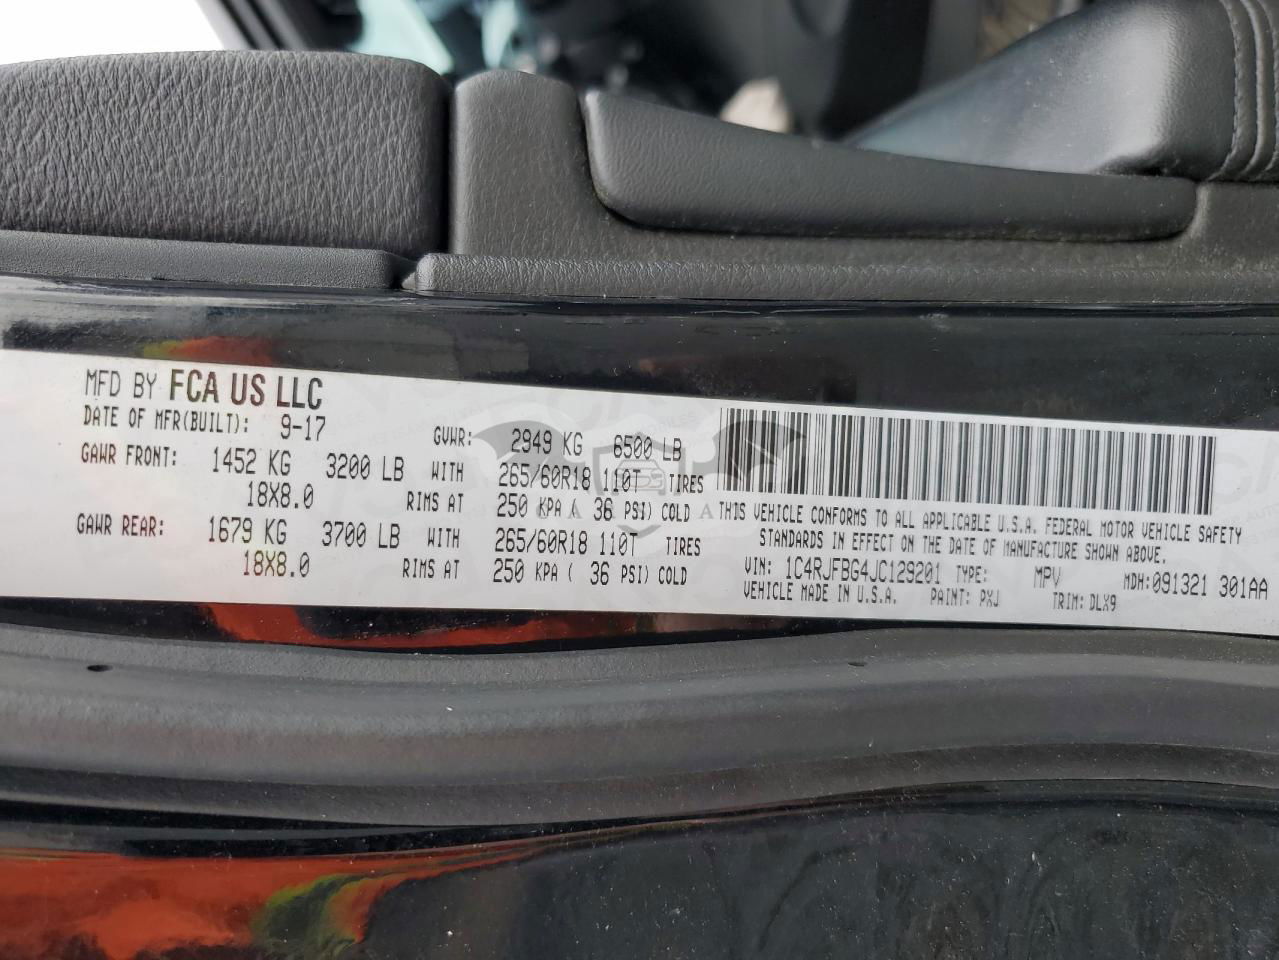 MFD BY FCA US LLC
DATE OF MFR(BUILT): 9-17 GVWR: 2949 KG 6500 LB
GAWR FRONT: 1452 KG 3200 LB WITH 265/60R18 110T TIRES
18X8.0 RIMS AT 250 KPA ( 36 PSI) COLD
GAWR REAR: 1679 KG 3700 LB WITH 265/60R18 110T TIRES
18X8.0 RIMS AT 250 KPA ( 36 PSI) COLD
THIS VEHICLE CONFORMS TO ALL APPLICABLE U.S.A. FEDERAL MOTOR VEHICLE SAFETY
STANDARDS IN EFFECT ON THE DATE OF MANUFACTURE SHOWN ABOVE.
VIN: 1C4RJFBG4JC129201 TYPE: MPV MDH: 091321 301AA
VEHICLE MADE IN U.S.A. PAINT: PXJ TRIM: DLX9